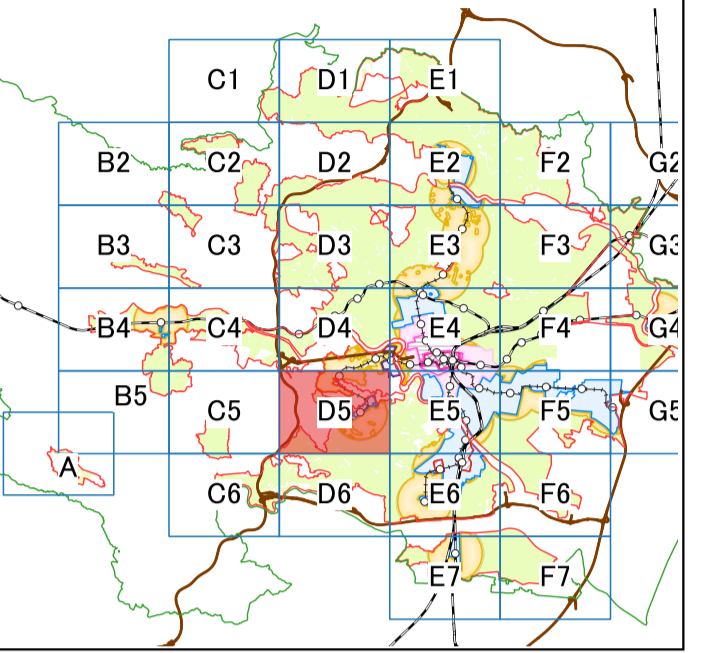 C1 D1 E1
B2 C2 D2 E2 F2 G2
B3 C3 D3 E3 F3 G3
B4 C4 D4 E4 F4 G4
B5 C5 D5 E5 F5 G5
A C6 D6 E6 F6
E7 F7